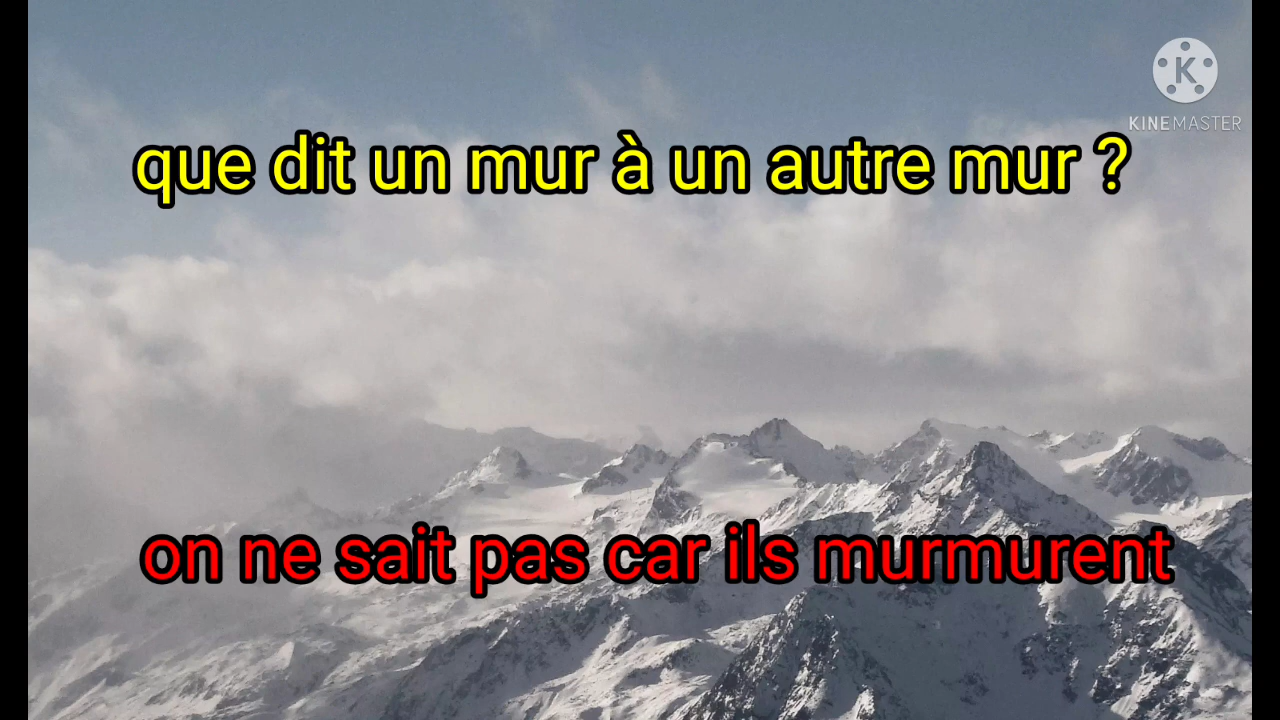 KINEMASTER
que dit un mur à un autre mur ?
on ne sait pas car ils murmurent